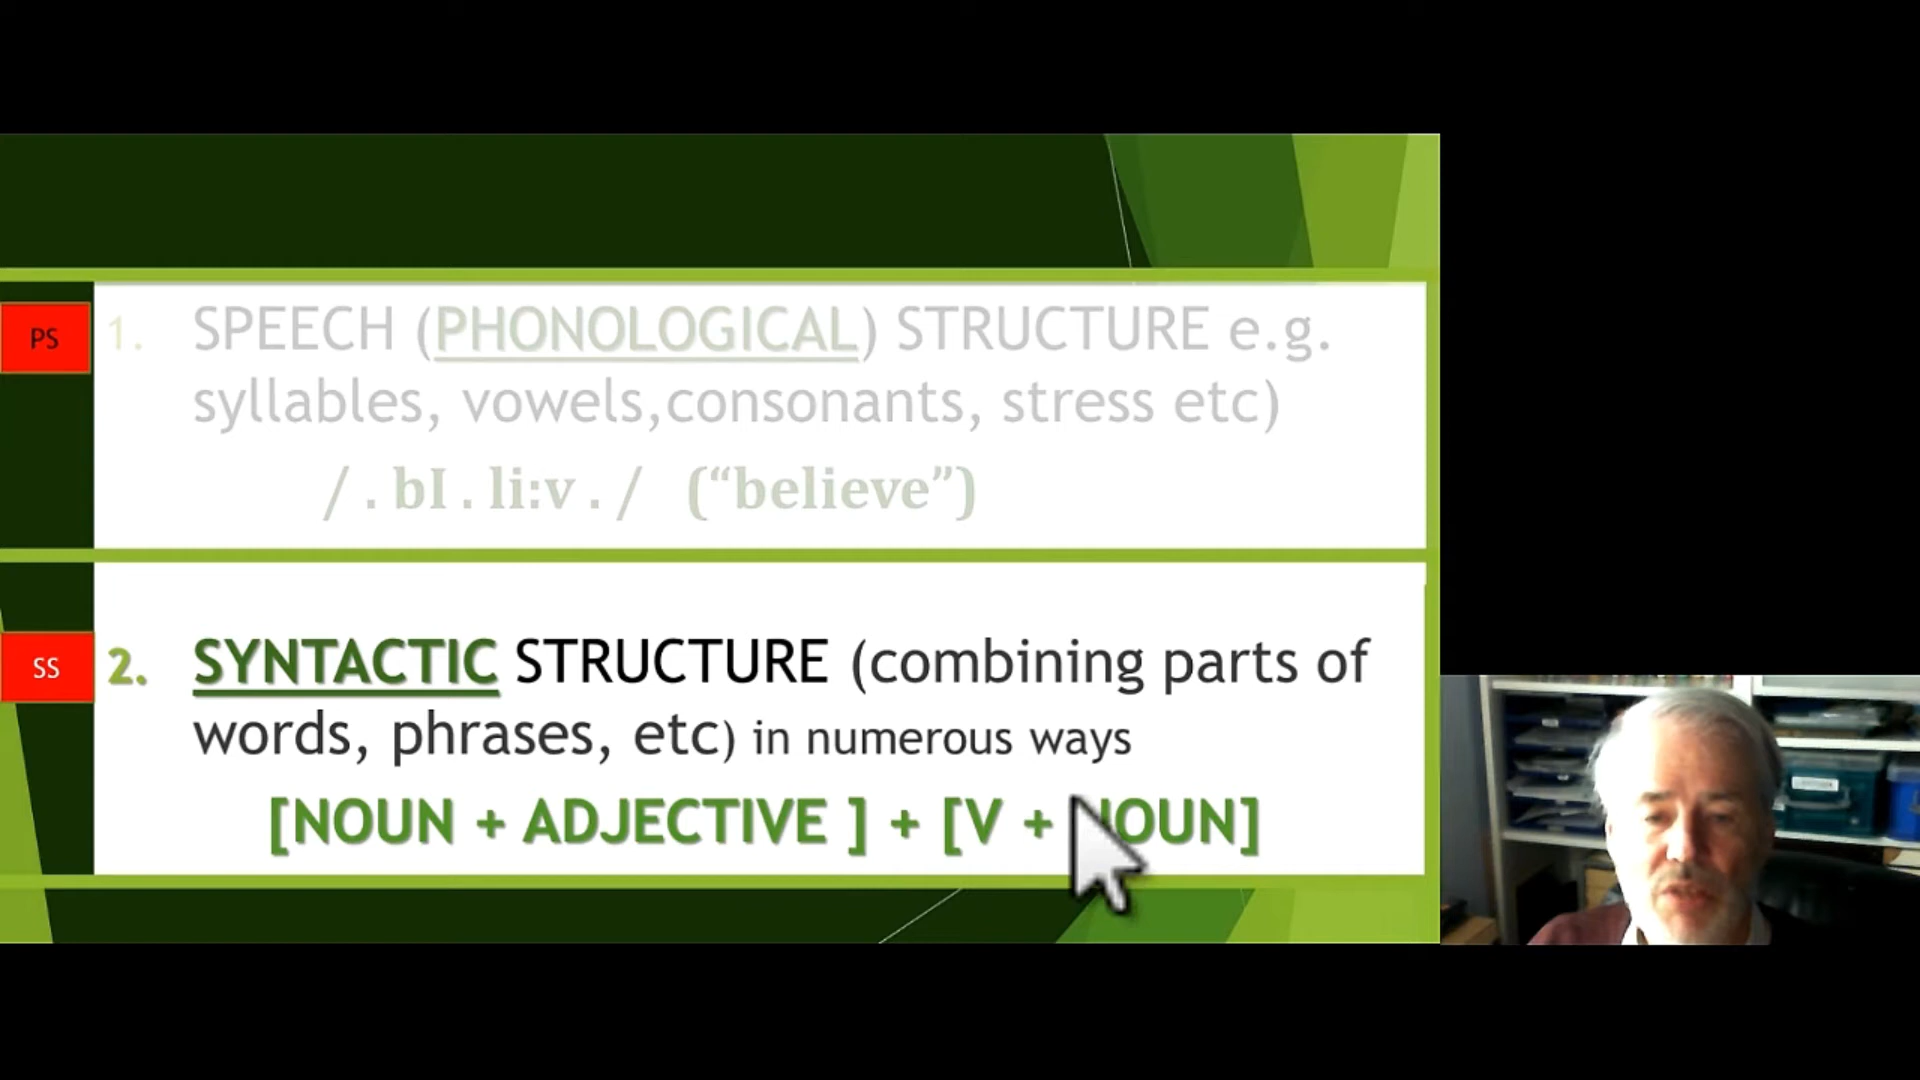 PS
1. SPEECH (PHONOLOGICAL) STRUCTURE e.g.
syllables, vowels,consonants, stress etc)
/ . bI . li:v . / (“believe”)
SS
2. SYNTACTIC STRUCTURE (combining parts of
words, phrases, etc) in numerous ways
[NOUN + ADJECTIVE ] + [V + NOUN]